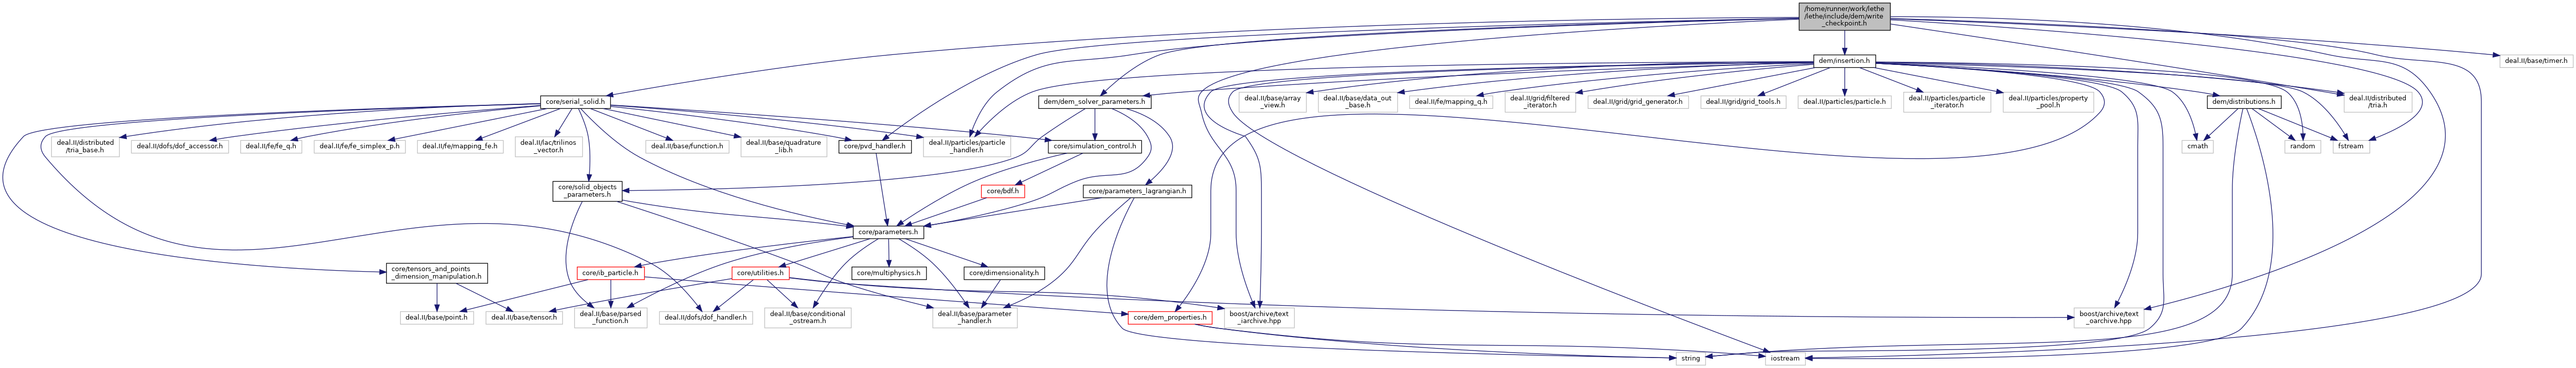 /home/runner/work/lethe
/lethe/include/dem/write
_checkpoint.h
dem/insertion.h
deal.II/base/timer.h
core/serial_solid.h
dem/dem_solver_parameters.h
deal.II/base/array
_view.h
deal.II/base/data_out
_base.h
deal.II/fe/mapping_q.h
deal.II/grid/filtered
_iterator.h
deal.II/grid/grid_generator.h
deal.II/grid/grid_tools.h
deal.II/particles/particle.h
deal.II/particles/particle
_iterator.h
deal.II/particles/property
_pool.h
dem/distributions.h
deal.II/distributed
/tria.h
deal.II/distributed
/tria_base.h
deal.II/dofs/dof_accessor.h
deal.II/fe/fe_q.h
deal.II/fe/fe_simplex_p.h
deal.II/fe/mapping_fe.h
deal.II/lac/trilinos
_vector.h
deal.II/base/function.h
deal.II/base/quadrature
_lib.h
core/pvd_handler.h
deal.II/particles/particle
_handler.h
core/simulation_control.h
cmath
random
fstream
core/solid_objects
_parameters.h
core/bdf.h
core/parameters_lagrangian.h
core/parameters.h
core/tensors_and_points
_dimension_manipulation.h
core/ib_particle.h
core/utilities.h
core/multiphysics.h
core/dimensionality.h
deal.II/base/point.h
deal.II/base/tensor.h
deal.II/base/parsed
_function.h
deal.II/dofs/dof_handler.h
deal.II/base/conditional
_ostream.h
deal.II/base/parameter
_handler.h
core/dem_properties.h
boost/archive/text
_iarchive.hpp
boost/archive/text
_oarchive.hpp
string
iostream